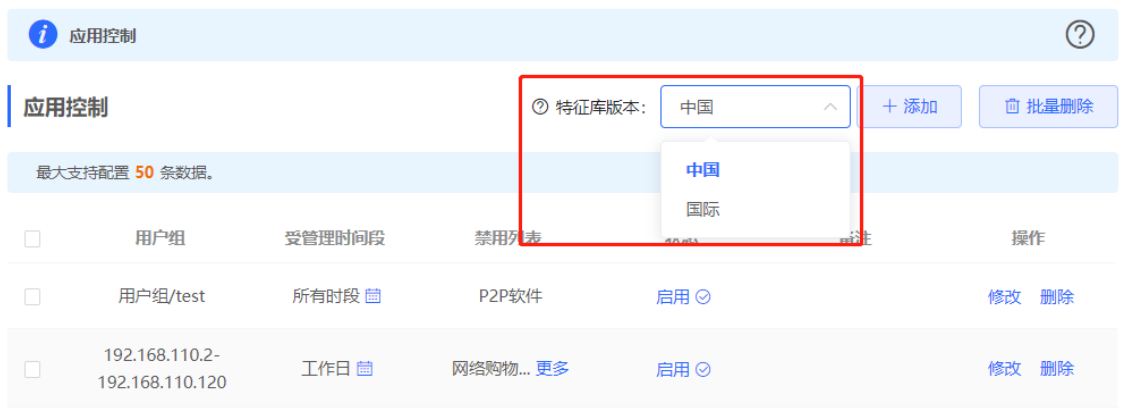 应用控制
应用控制
特征库版本：
中国
+ 添加
批量删除
中国
国际
最大支持配置 50 条数据。
用户组 受管理时间段 禁用列表 状态 备注 操作
用户组/test 所有时段 P2P软件 启用 修改 删除
192.168.110.2-
192.168.110.120
工作日 网络购物... 更多 启用 修改 删除